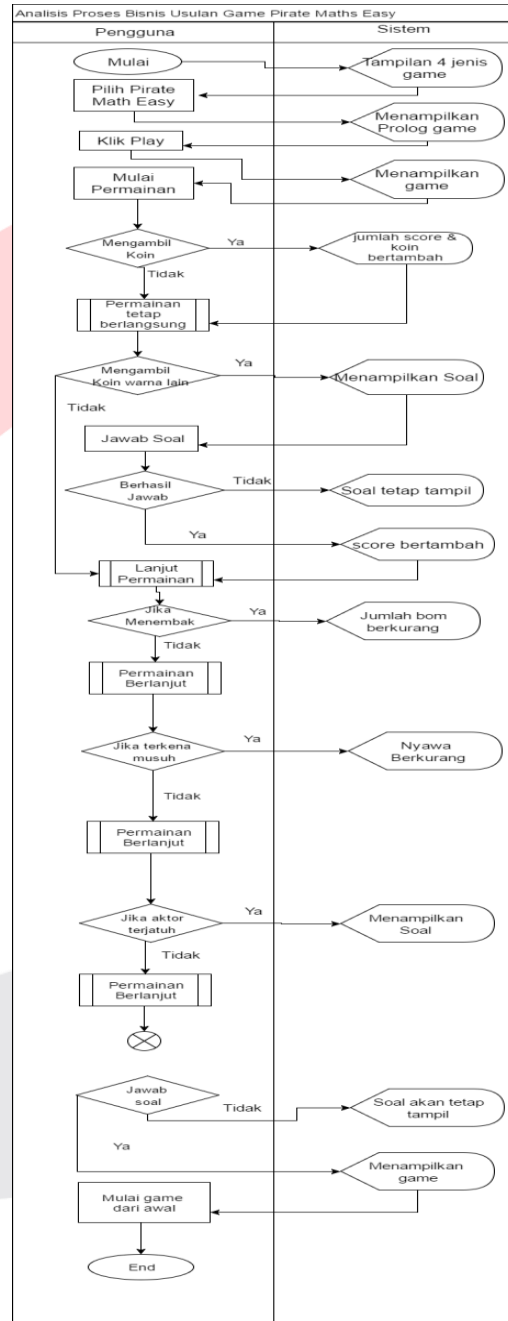 Analisis Proses Bisnis Usulan Game Pirate Maths Easy
Pengguna
Sistem
Mulai
Tampilan 4 jenis
game
Pilih Pirate
Math Easy
Menampilkan
Prolog game
Klik Play
Menampilkan
game
Mulai
Permainan
Mengambil
Koin
Ya
jumlah score &
koin
bertambah
Tidak
Permainan
tetap
berlangsung
Mengambil
Koin warna lain
Ya
Menampilkan Soal
Tidak
Jawab Soal
Berhasil
Jawab
Tidak
Soal tetap tampil
Ya
score bertambah
Lanjut
Permainan
Jika
Menembak
Ya
Jumlah bom
berkurang
Tidak
Permainan
Berlanjut
Jika terkena
musuh
Ya
Nyawa
Berkurang
Tidak
Permainan
Berlanjut
Jika aktor
terjatuh
Ya
Menampilkan
Soal
Tidak
Permainan
Berlanjut
Jawab
soal
Tidak
Soal akan tetap
tampil
Ya
Menampilkan
game
Mulai game
dari awal
End